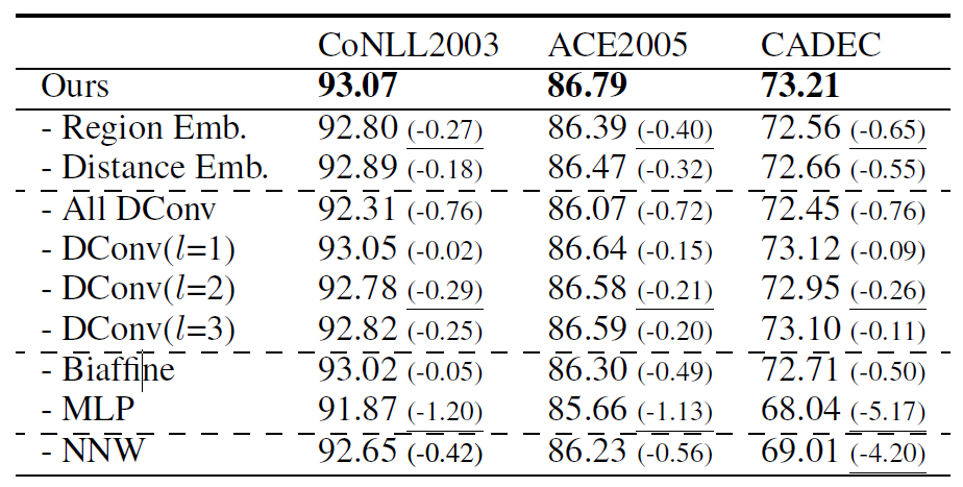 CoNLL2003 ACE2005 CADEC
Ours 93.07 86.79 73.21
- Region Emb. 92.80 (-0.27) 86.39 (-0.40) 72.56 (-0.65)
- Distance Emb. 92.89 (-0.18) 86.47 (-0.32) 72.66 (-0.55)
- All DConv 92.31 (-0.76) 86.07 (-0.72) 72.45 (-0.76)
- DConv(l=1) 93.05 (-0.02) 86.64 (-0.15) 73.12 (-0.09)
- DConv(l=2) 92.78 (-0.29) 86.58 (-0.21) 72.95 (-0.26)
- DConv(l=3) 92.82 (-0.25) 86.59 (-0.20) 73.10 (-0.11)
- Biaffine 93.02 (-0.05) 86.30 (-0.49) 72.71 (-0.50)
- MLP 91.87 (-1.20) 85.66 (-1.13) 68.04 (-5.17)
- NNW 92.65 (-0.42) 86.23 (-0.56) 69.01 (-4.20)